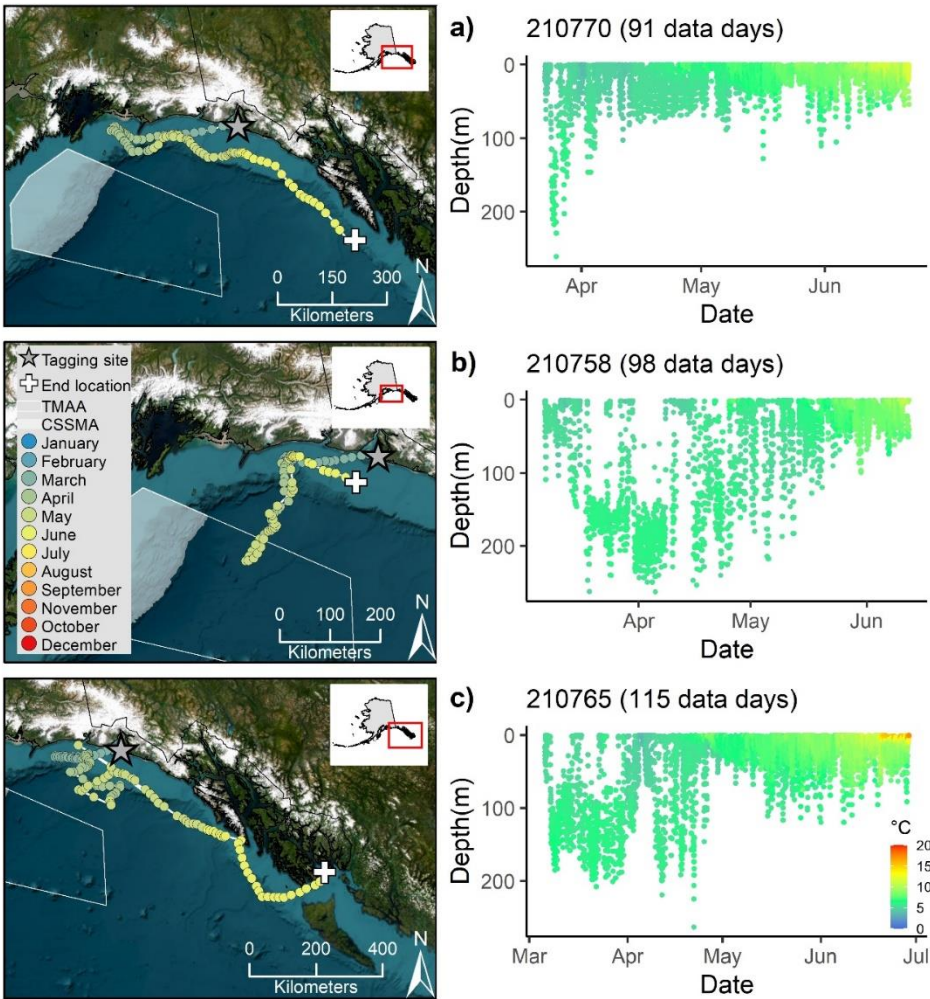 a)
210770 (91 data days)
0
100
200
Depth(m)
Apr
May
Jun
Date
N
0 150 300
Kilometers
b)
210758 (98 data days)
0
100
200
Depth(m)
Apr
May
Jun
Date
Tagging site
End location
TMAA
CSSMA
January
February
March
April
May
June
July
August
September
November
October
December
N
0 100 200
Kilometers
c)
210765 (115 data days)
0
100
200
Depth(m)
Mar
Apr
May
Jun
Jul
Date
°C
20
15
10
5
0
N
0 200 400
Kilometers